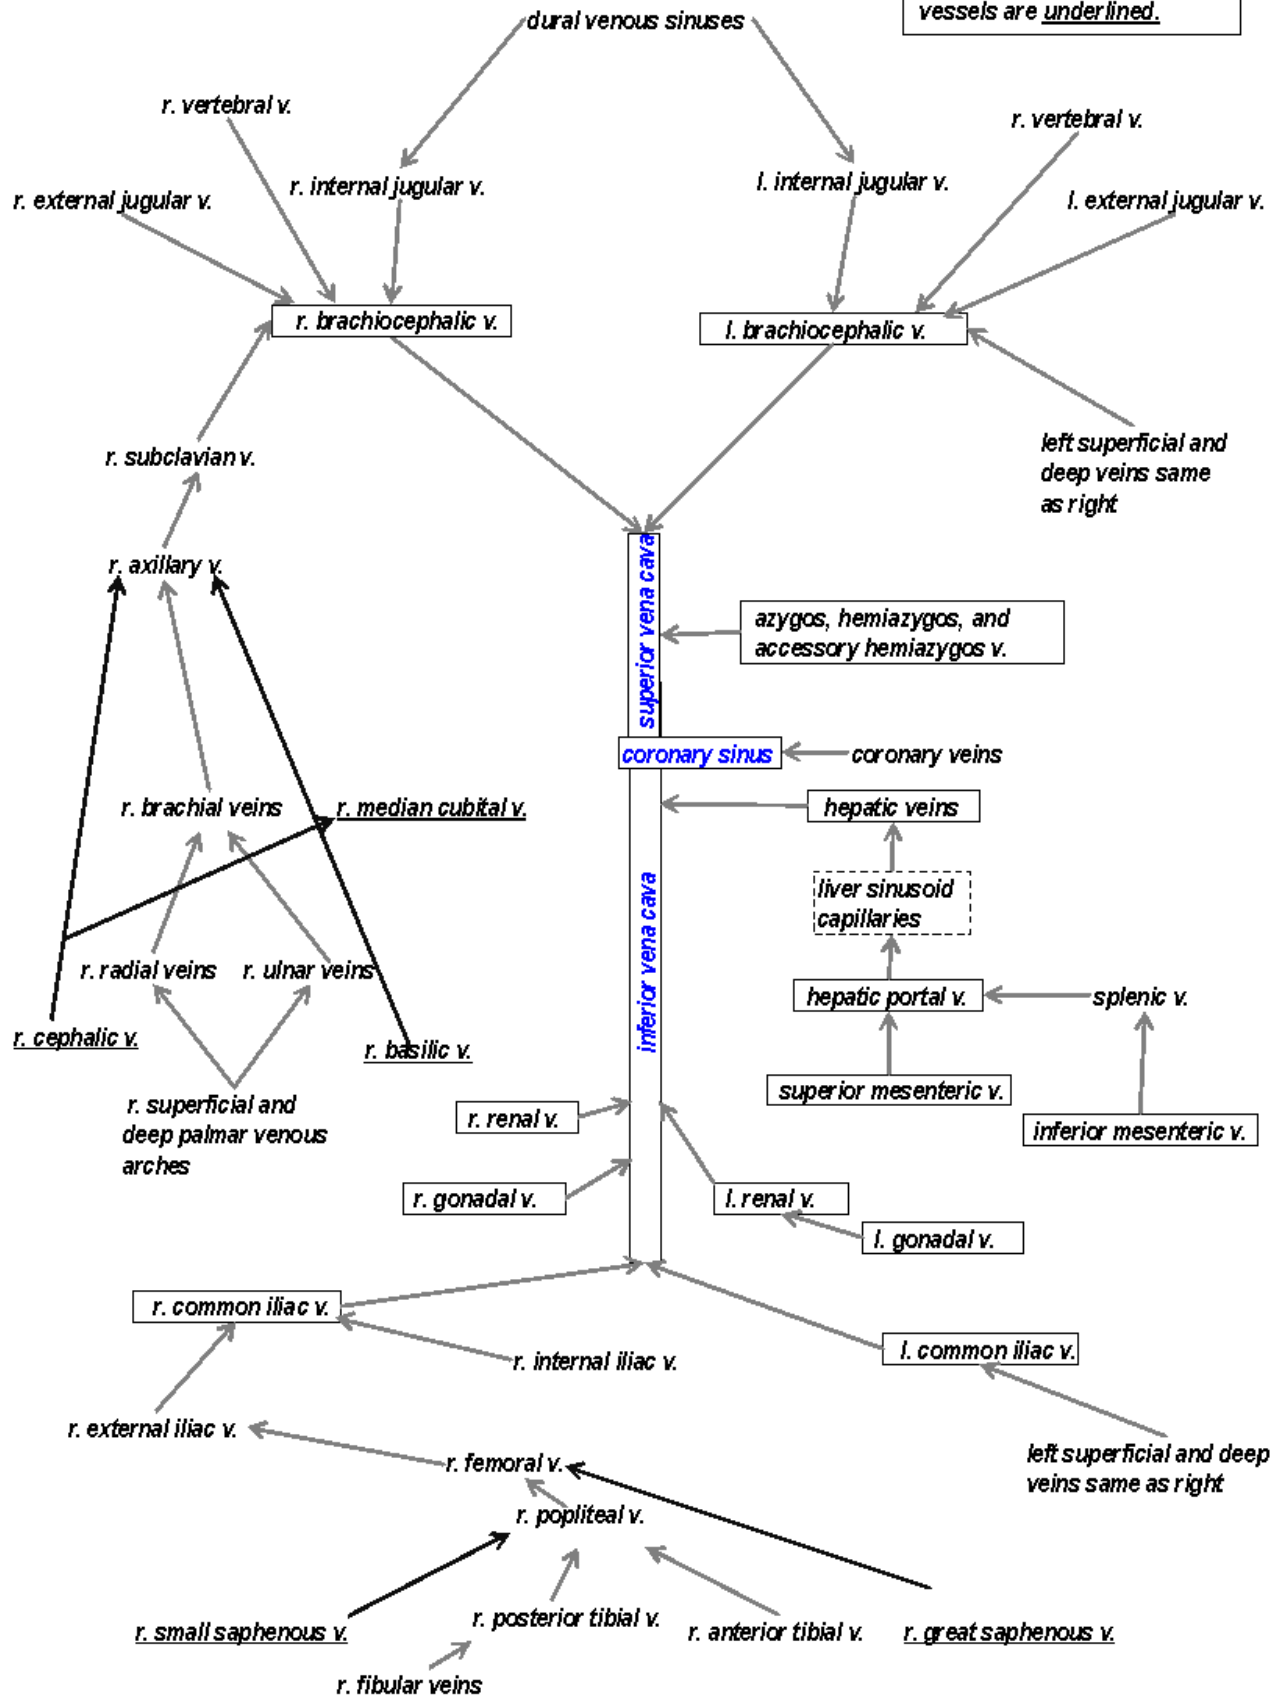 vessels are underlined.
dural venous sinuses
r. vertebral v.
r. vertebral v.
r. internal jugular v.
l. internal jugular v.
r. external jugular v.
l. external jugular v.
r. brachiocephalic v.
l. brachiocephalic v.
r. subclavian v.
left superficial and
deep veins same
as right
r. axillary v.
superior vena cava
azygos, hemiazygos, and
accessory hemiazygos v.
coronary sinus
coronary veins
r. brachial veins
r. median cubital v.
hepatic veins
inferior vena cava
liver sinusoid
capillaries
r. radial veins
r. ulnar veins
hepatic portal v.
splenic v.
r. cephalic v.
r. basilic v.
superior mesenteric v.
inferior mesenteric v.
r. superficial and
deep palmar venous
arches
r. renal v.
r. gonadal v.
l. renal v.
l. gonadal v.
r. common iliac v.
r. internal iliac v.
l. common iliac v.
r. external iliac v.
r. femoral v.
left superficial and deep
veins same as right
r. popliteal v.
r. small saphenous v.
r. posterior tibial v.
r. anterior tibial v.
r. great saphenous v.
r. fibular veins